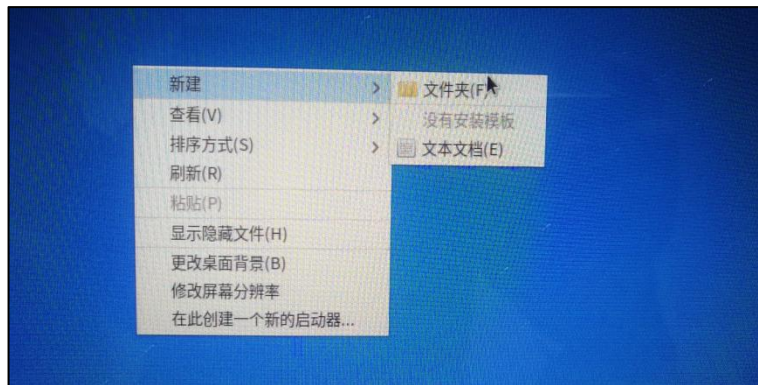 新建
文件夹(F)
查看(V)
没有安装模板
排序方式(S)
文本文档(E)
刷新(R)
粘贴(P)
显示隐藏文件(H)
更改桌面背景(B)
修改屏幕分辨率
在此创建一个新的启动器...